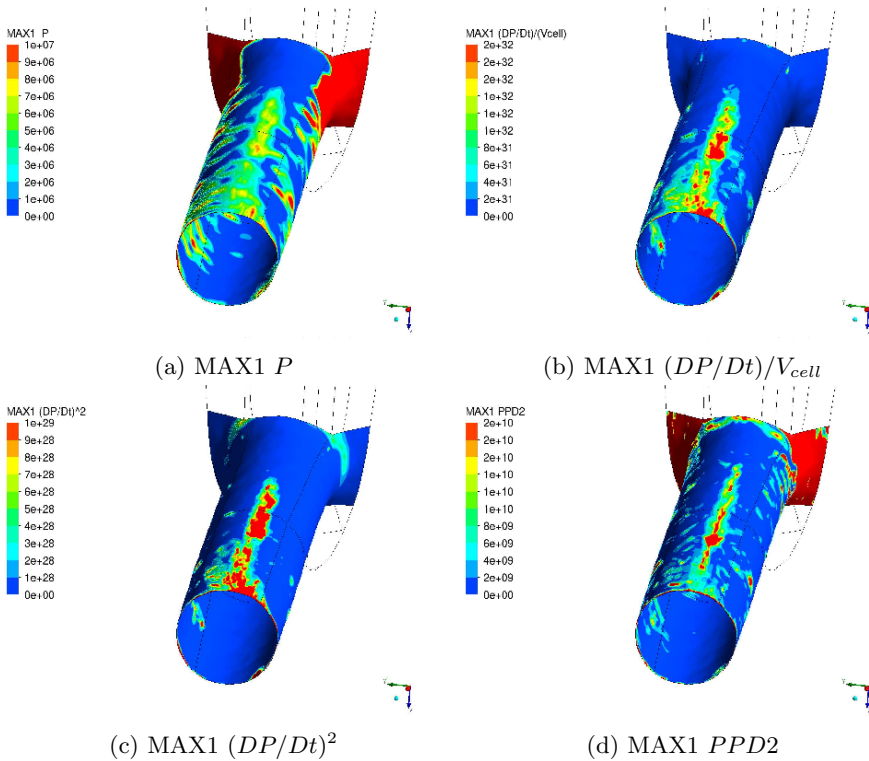 MAX1 P
1e+07
9e+06
8e+06
7e+06
6e+06
5e+06
4e+06
3e+06
2e+06
1e+06
0e+00
(a) MAX1 P
MAX1 (DP/Dt)/(Vcell)
2e+32
2e+32
2e+32
1e+32
1e+32
1e+32
8e+31
6e+31
4e+31
2e+31
0e+00
(b) MAX1 (DP/Dt)/V_{cell}
MAX1 (DP/Dt)^2
1e+29
9e+28
8e+28
7e+28
6e+28
5e+28
4e+28
3e+28
2e+28
1e+28
0e+00
(c) MAX1 (DP/Dt)²
MAX1 PPD2
2e+10
2e+10
2e+10
1e+10
1e+10
1e+10
8e+09
6e+09
4e+09
2e+09
0e+00
(d) MAX1 PPD2